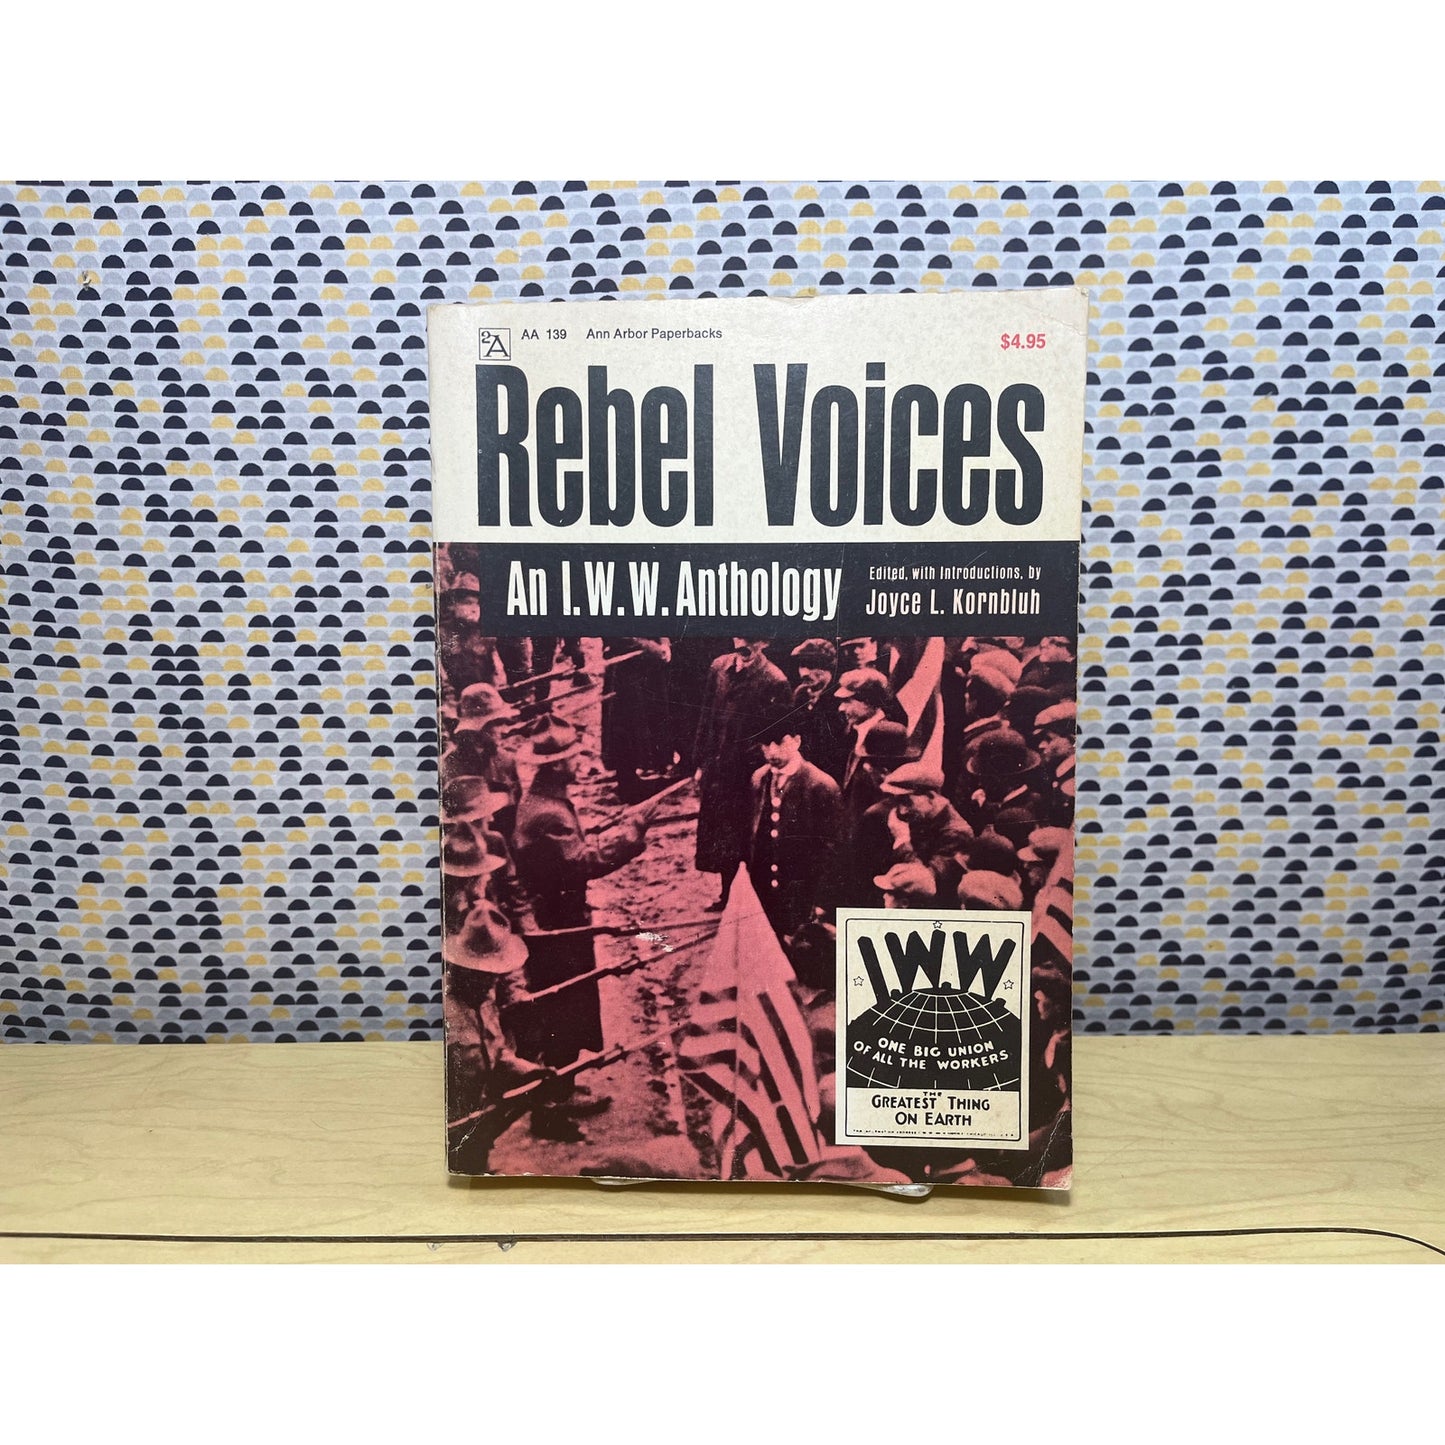 2A AA 139 Ann Arbor Paperbacks $4.95
Rebel Voices
An I.W.W. Anthology
Edited, with Introductions, by
Joyce L. Kornbluh
IWW
ONE BIG UNION
OF ALL THE WORKERS
THE
GREATEST THING
ON EARTH